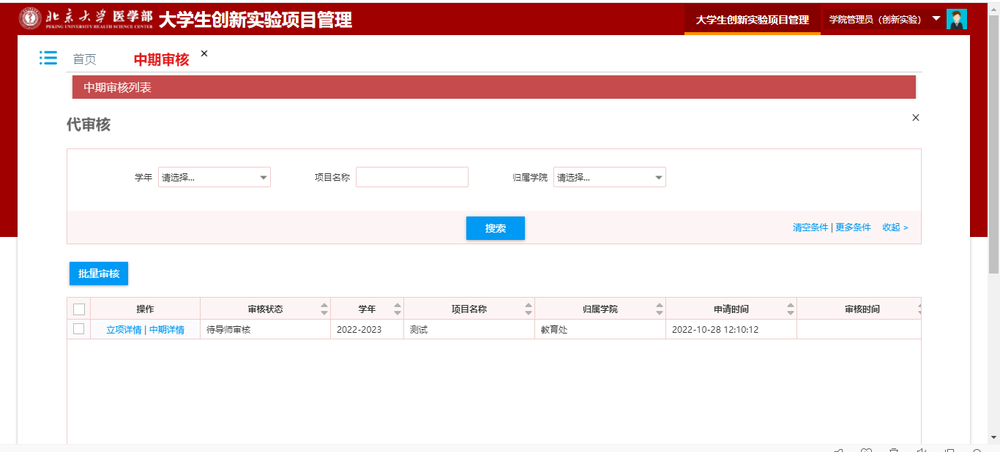 北京大学 医学部 大学生创新实验项目管理 大学生创新实验项目管理 学院管理员（创新实验）
PEKING UNIVERSITY HEALTH SCIENCE CENTER
首页 中期审核 ×
中期审核列表
代审核 ×
学年 请选择... 项目名称 归属学院 请选择...
搜索 清空条件 | 更多条件 收起 >
批量审核
操作 审核状态 学年 项目名称 归属学院 申请时间 审核时间
立项详情 | 中期详情 待导师审核 2022-2023 测试 教育处 2022-10-28 12:10:12